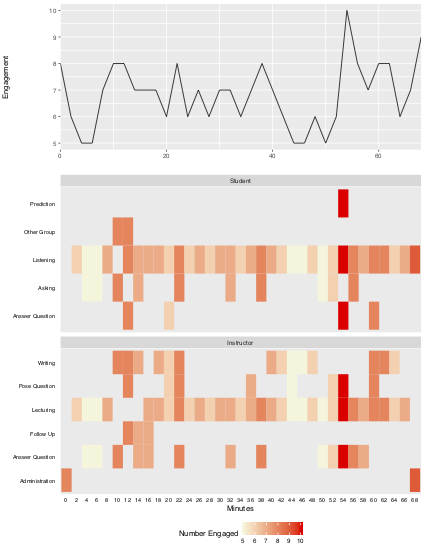 Engagement
10
9
8
7
6
5
0 20 40 60
Student
Prediction
Other Group
Listening
Asking
Answer Question
Instructor
Writing
Pose Question
Lecturing
Follow Up
Answer Question
Administration
0 2 4 6 8 10 12 14 16 18 20 22 24 26 28 30 32 34 36 38 40 42 44 46 48 50 52 54 56 58 60 62 64 66 68
Minutes
Number Engaged
5 6 7 8 9 10